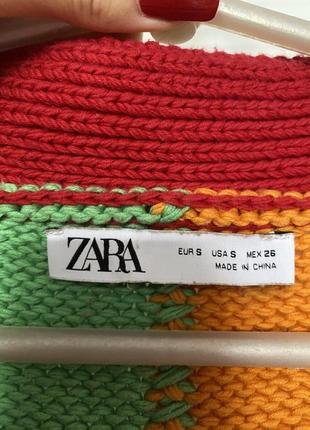 ZARA
EUR S USA S MEX 26
MADE IN CHINA